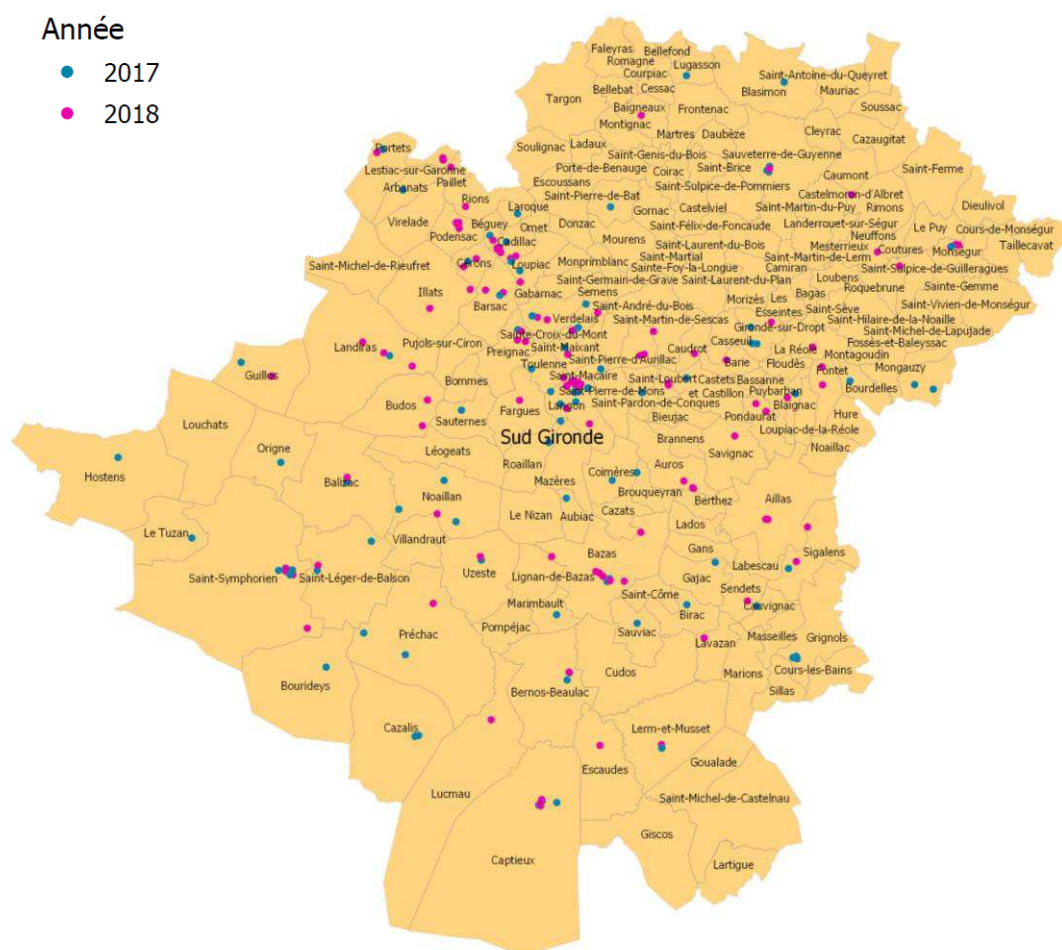 Année
2017
2018
Faleyras
Bellefond
Romagne
Lugasson
Courpiac
Saint-Antoine-du-Queyret
Bellebat
Cessac
Blasimon
Mauriac
Targon
Baigneaux
Frontenac
Soussac
Montignac
Martres
Daubèze
Cleyrac
Cazaugitat
Portets
Soulignac
Ladaux
Saint-Genis-du-Bois
Sauveterre-de-Guyenne
Lestiac-sur-Garonne
Porte-de-Benauge
Coirac
Saint-Brice
Caumont
Saint-Ferme
Paillet
Arbanats
Escoussans
Saint-Sulpice-de-Pommiers
Castelmoron-d'Albret
Rions
Saint-Pierre-de-Bat
Dieulivol
Laroque
Gornac
Castelviel
Saint-Martin-du-Puy
Rimons
Virelade
Béguey
Omet
Donzac
Saint-Félix-de-Foncaude
Landerrouet-sur-Ségur
Le Puy
Cours-de-Monségur
Podensac
Cadillac
Mourens
Neuffons
Saint-Laurent-du-Bois
Mesterrieux
Coutures
Monségur
Taillecavat
Saint-Michel-de-Rieufret
Cérons
Loupiac
Monprimblanc
Saint-Martial
Saint-Martin-de-Lerm
Sainte-Foy-la-Longue
Camiran
Saint-Sulpice-de-Guilleragues
Saint-Germain-de-Grave
Saint-Laurent-du-Plan
Loubens
Illats
Gabarnac
Roquebrune
Sainte-Gemme
Barsac
Semens
Morizès
Les
Bagas
Saint-André-du-Bois
Esseintes
Saint-Sève
Saint-Vivien-de-Monségur
Verdelais
Saint-Martin-de-Sescas
Saint-Hilaire-de-la-Noaille
Sainte-Croix-du-Mont
Gironde-sur-Dropt
Saint-Michel-de-Lapujade
Landiras
Pujols-sur-Ciron
Preignac
Saint-Maixant
Casseuil
Fossès-et-Baleyssac
Caudrot
La Réole
Toulenne
Saint-Pierre-d'Aurillac
Barie
Floudès
Montagoudin
Guillos
Fontet
Mongauzy
Bommes
Saint-Macaire
Saint-Loubert
Castets
Bassanne
Bourdelles
Saint-Pierre-de-Mons
et Castillon
Puybarban
Budos
Fargues
Langon
Saint-Pardon-de-Conques
Blaignac
Louchats
Sauternes
Bieujac
Pondaurat
Hure
Loupiac-de-la-Réole
Sud Gironde
Brannens
Origne
Léogeats
Savignac
Noaillac
Roaillan
Auros
Hostens
Balizac
Mazères
Coimères
Noaillan
Brouqueyran
Berthez
Aillas
Le Nizan
Aubiac
Cazats
Le Tuzan
Villandraut
Lados
Bazas
Gans
Sigalens
Saint-Symphorien
Saint-Léger-de-Balson
Uzeste
Lignan-de-Bazas
Gajac
Labescau
Saint-Côme
Sendets
Marimbault
Birac
Cauvignac
Préchac
Pompéjac
Sauviac
Lavazan
Masseilles
Grignols
Cudos
Marions
Cours-les-Bains
Bourideys
Bernos-Beaulac
Sillas
Cazalis
Lerm-et-Musset
Escaudes
Goualade
Lucmau
Saint-Michel-de-Castelnau
Giscos
Captieux
Lartigue